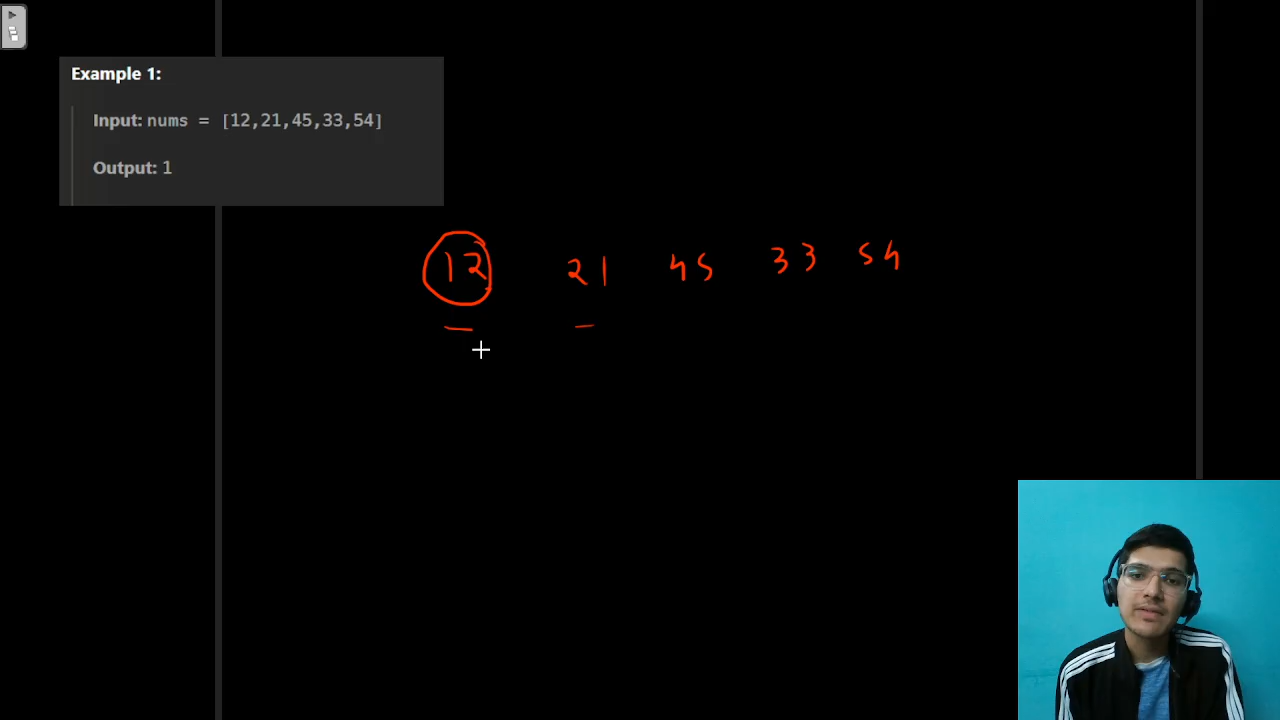 Example 1:
Input: nums = [12,21,45,33,54]
Output: 1
12 21 45 33 54